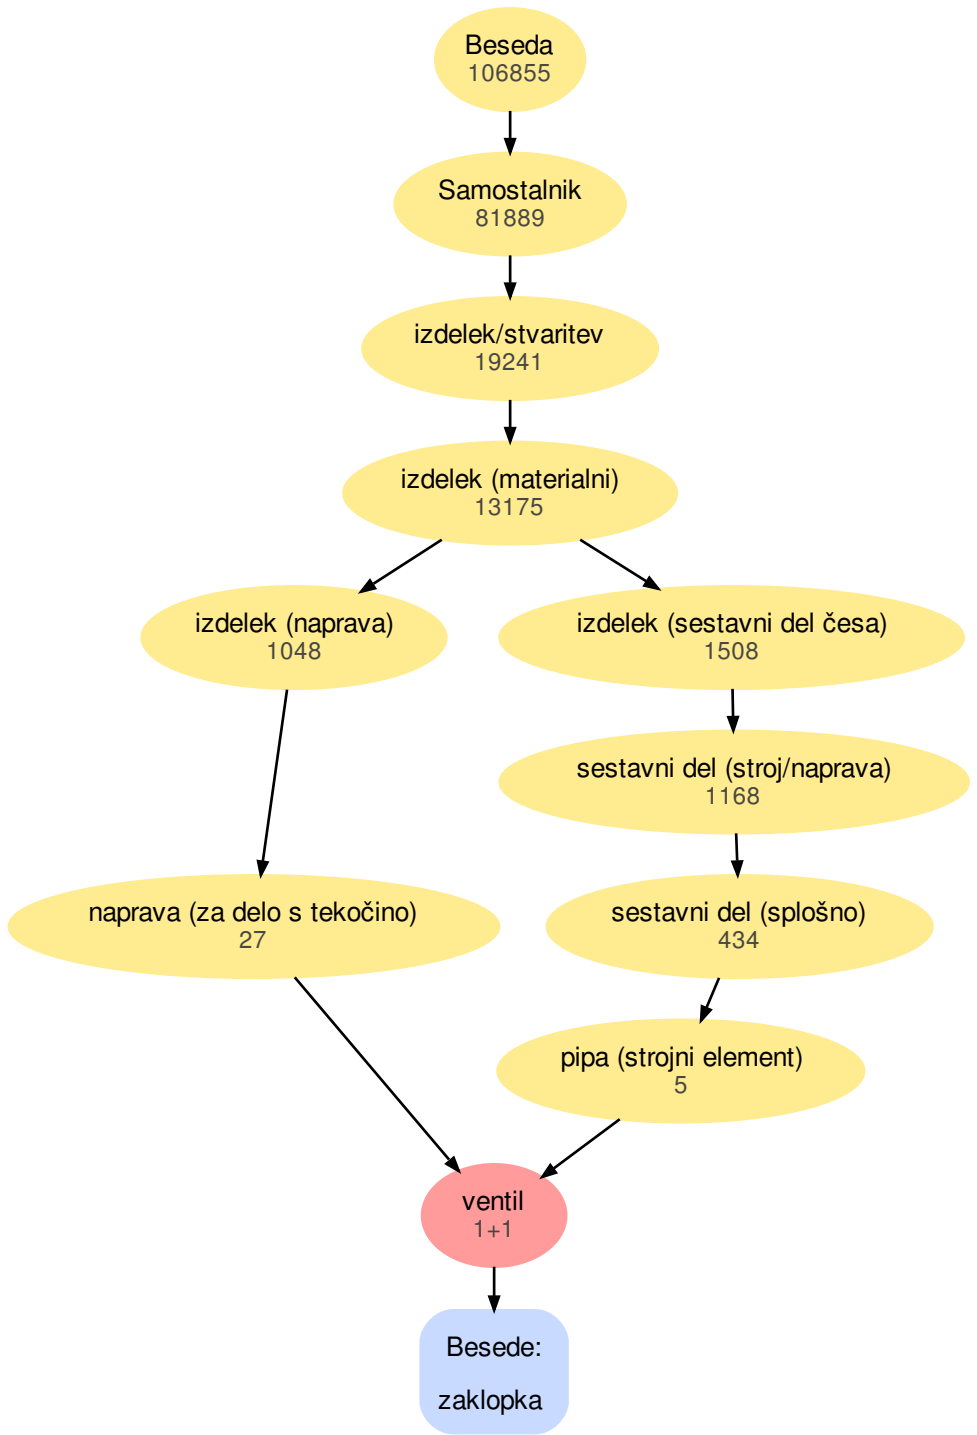 Beseda
106855
Samostalnik
81889
izdelek/stvaritev
19241
izdelek (materialni)
13175
izdelek (naprava)
1048
izdelek (sestavni del česa)
1508
sestavni del (stroj/naprava)
1168
naprava (za delo s tekočino)
27
sestavni del (splošno)
434
pipa (strojni element)
5
ventil
1+1
Besede:
zaklopka